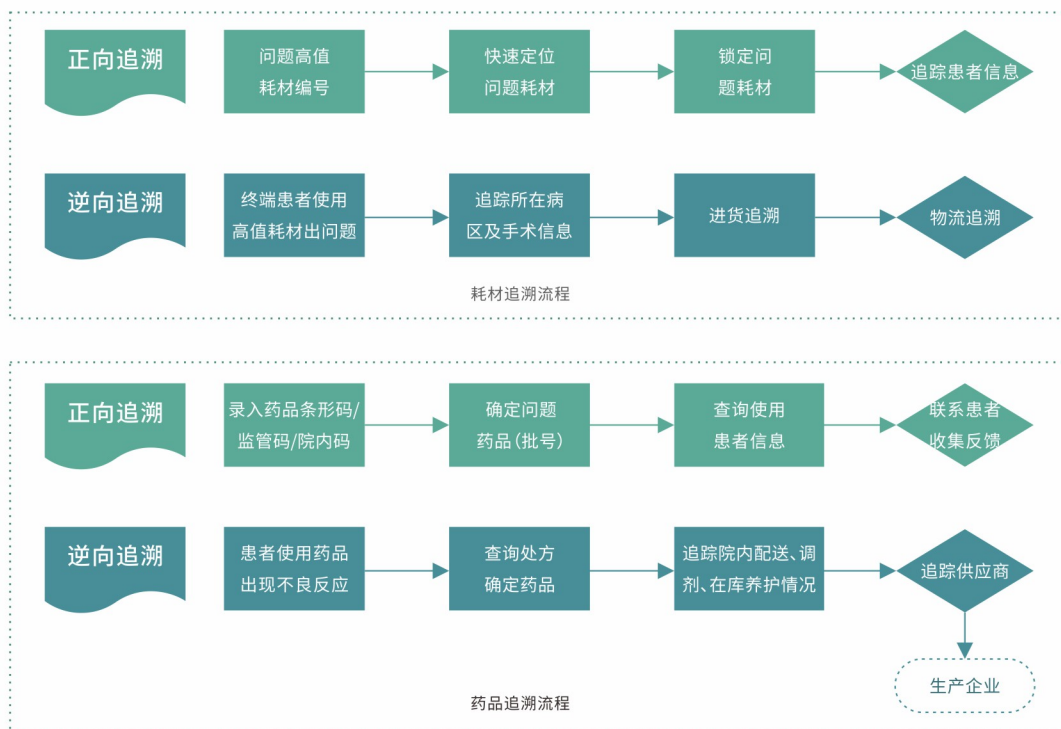 正向追溯
问题高值
耗材编号
快速定位
问题耗材
锁定问
题耗材
追踪患者信息
逆向追溯
终端患者使用
高值耗材出问题
追踪所在病
区及手术信息
进货追溯
物流追溯
耗材追溯流程
正向追溯
录入药品条形码/
监管码/院内码
确定问题
药品（批号）
查询使用
患者信息
联系患者
收集反馈
逆向追溯
患者使用药品
出现不良反应
查询处方
确定药品
追踪院内配送、调
剂、在库养护情况
追踪供应商
生产企业
药品追溯流程